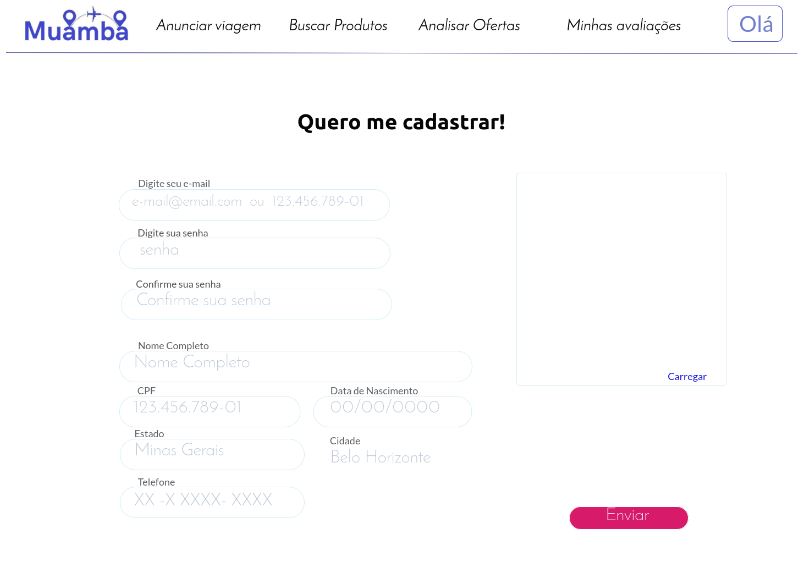 Muamba Anunciar viagem Buscar Produtos Analisar Ofertas Minhas avaliações Olá
Quero me cadastrar!
Digite seu e-mail
e-mail@email.com .ou 123.456.789-01
Digite sua senha
senha
Confirme sua senha
Confirme sua senha
Nome Completo
Nome Completo
Carregar
CPF Data de Nascimento
123.456.789-01 00/00/0000
Estado Cidade
Minas Gerais Belo Horizonte
Telefone
XX -X XXXX- XXXX
Enviar